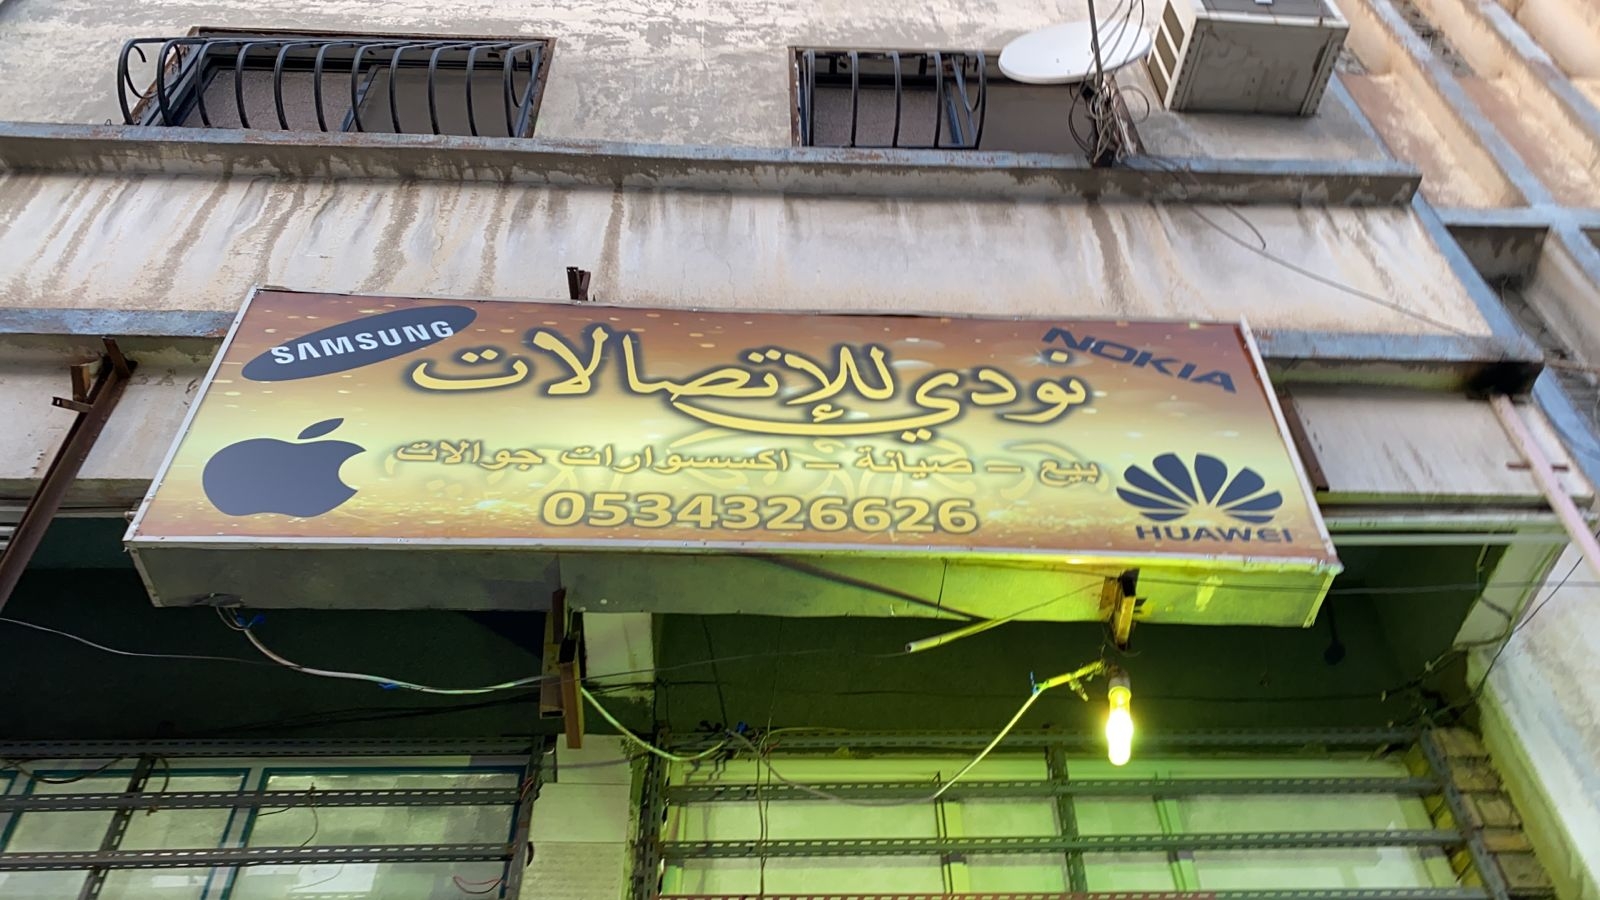 SAMSUNG
NOKIA
نودي للإتصالات
بيع - صيانة - اكسسوارات جوالات
0534326626
HUAWEI